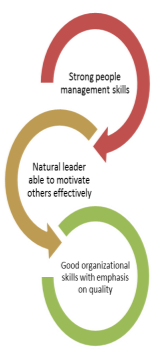 Strong people
management skills
Natural leader
able to motivate
others effectively
Good organizational
skills with emphasis
on quality